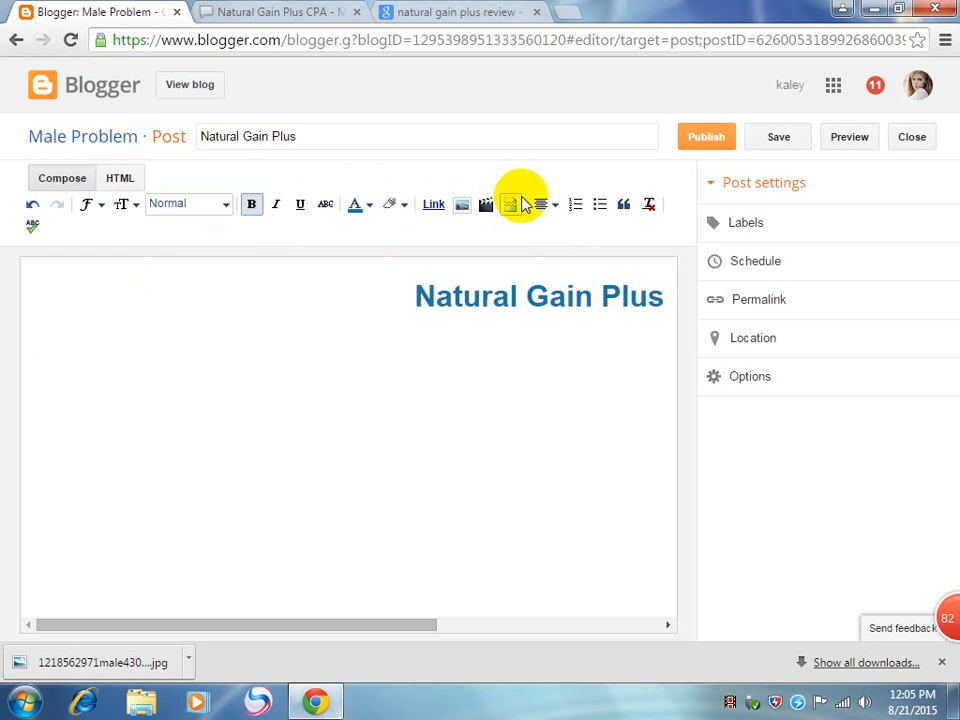 Blogger: Male Problem - C
Natural Gain Plus CPA - M
natural gain plus review -
https://www.blogger.com/blogger.g?blogID=1295398951333560120#editor/target=post;postID=6260053189926860039
Blogger
View blog
kaley
11
Male Problem · Post
Natural Gain Plus
Publish
Save
Preview
Close
Compose
HTML
Post settings
Normal
B
I
U
ABC
A
Link
ABC
Labels
Schedule
Permalink
Location
Options
Natural Gain Plus
82
Send feedback
1218562971male430....jpg
Show all downloads...
12:05 PM
8/21/2015